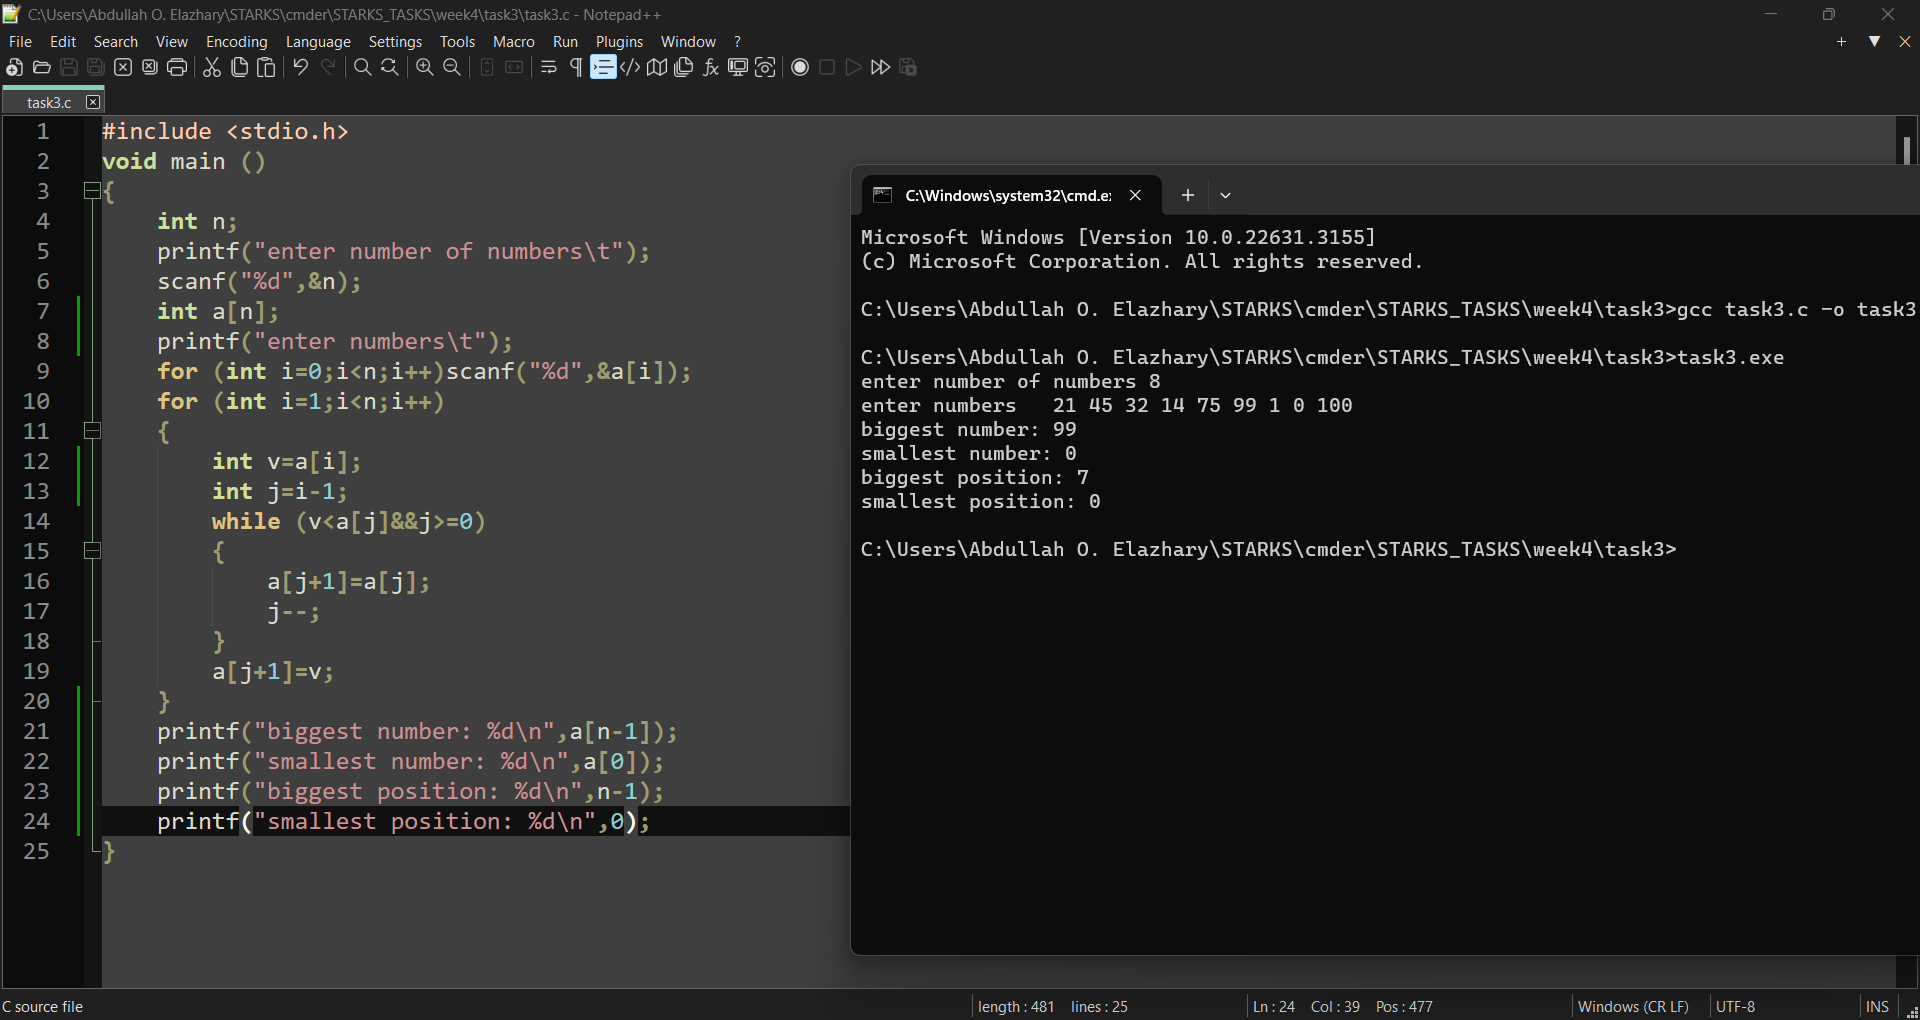 C:\Users\Abdullah O. Elazhary\STARKS\cmder\STARKS_TASKS\week4\task3\task3.c - Notepad++
File Edit Search View Encoding Language Settings Tools Macro Run Plugins Window ?
task3.c
1 #include <stdio.h>
2 void main ()
3 {
4 int n;
5 printf("enter number of numbers\t");
6 scanf("%d",&n);
7 int a[n];
8 printf("enter numbers\t");
9 for (int i=0;i<n;i++)scanf("%d",&a[i]);
10 for (int i=1;i<n;i++)
11 {
12 int v=a[i];
13 int j=i-1;
14 while (v<a[j]&&j>=0)
15 {
16 a[j+1]=a[j];
17 j--;
18 }
19 a[j+1]=v;
20 }
21 printf("biggest number: %d\n",a[n-1]);
22 printf("smallest number: %d\n",a[0]);
23 printf("biggest position: %d\n",n-1);
24 printf("smallest position: %d\n",0);
25 }
C:\Windows\system32\cmd.e
Microsoft Windows [Version 10.0.22631.3155]
(c) Microsoft Corporation. All rights reserved.
C:\Users\Abdullah O. Elazhary\STARKS\cmder\STARKS_TASKS\week4\task3>gcc task3.c -o task3
C:\Users\Abdullah O. Elazhary\STARKS\cmder\STARKS_TASKS\week4\task3>task3.exe
enter number of numbers 8
enter numbers 21 45 32 14 75 99 1 0 100
biggest number: 99
smallest number: 0
biggest position: 7
smallest position: 0
C:\Users\Abdullah O. Elazhary\STARKS\cmder\STARKS_TASKS\week4\task3>
C source file length : 481 lines : 25 Ln : 24 Col : 39 Pos : 477 Windows (CR LF) UTF-8 INS